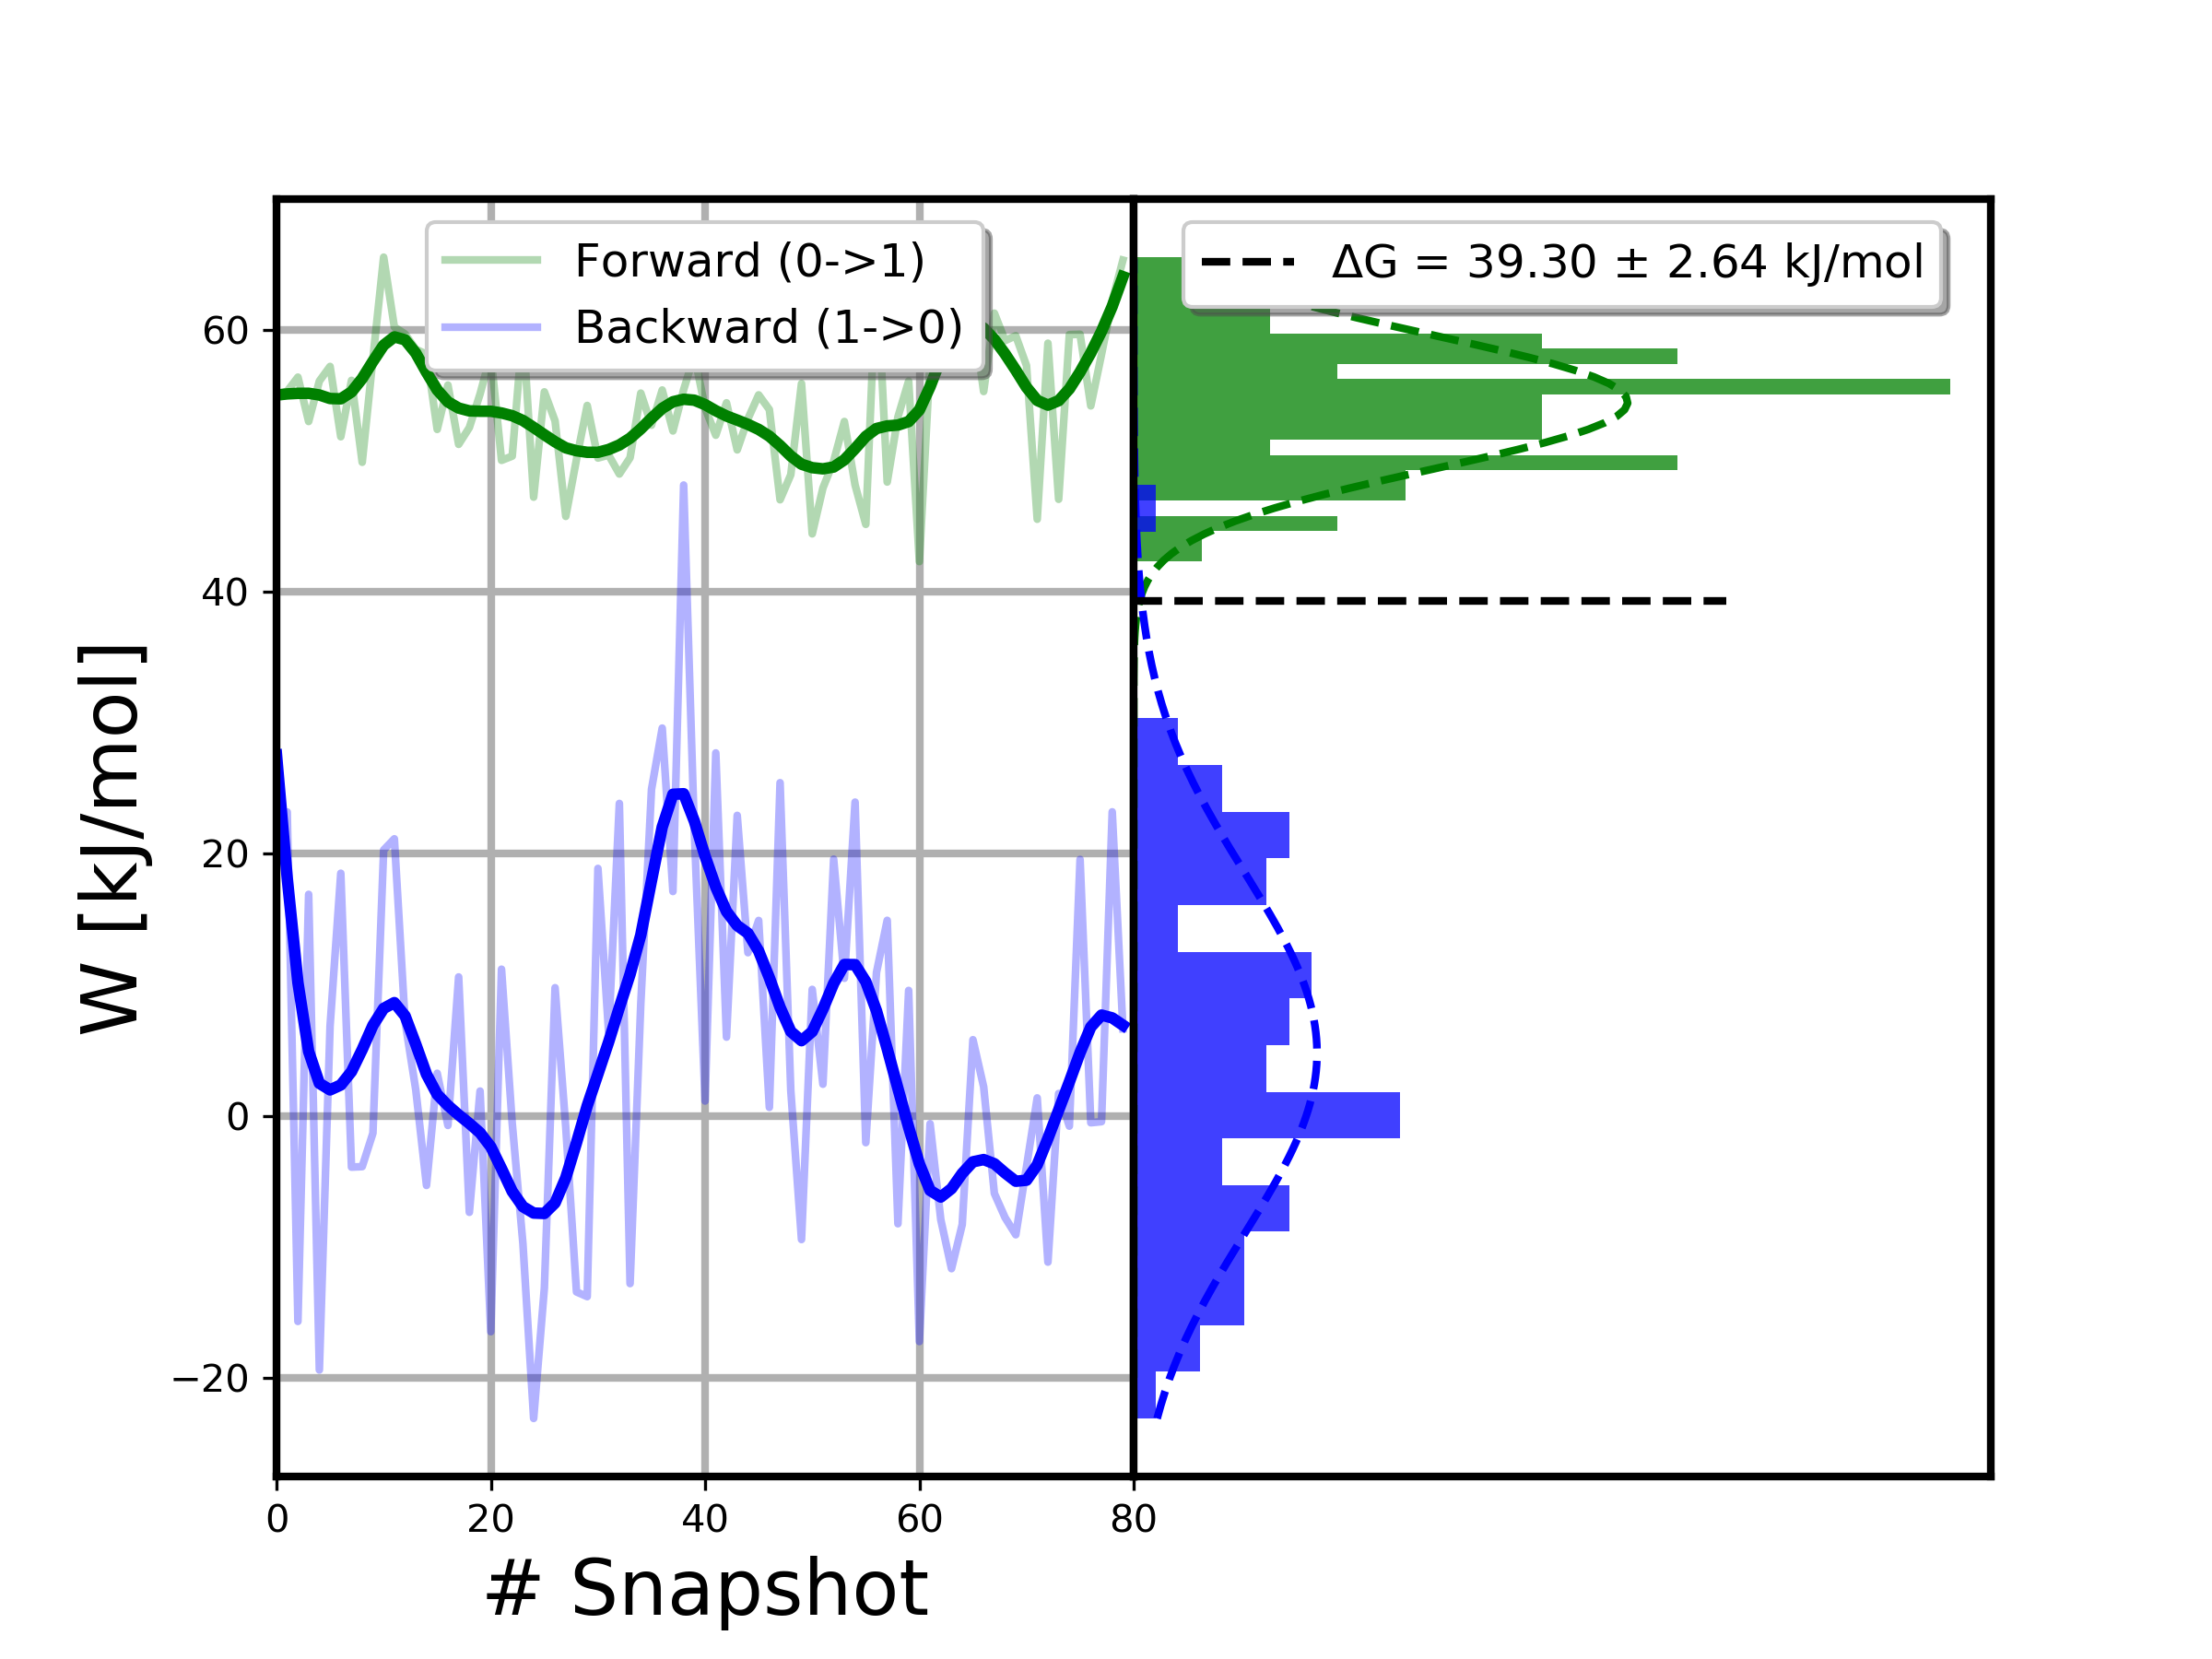 Forward (0->1)
Backward (1->0)
ΔG = 39.30 ± 2.64 kJ/mol
W [kJ/mol]
60
40
20
0
−20
0 20 40 60 80
# Snapshot